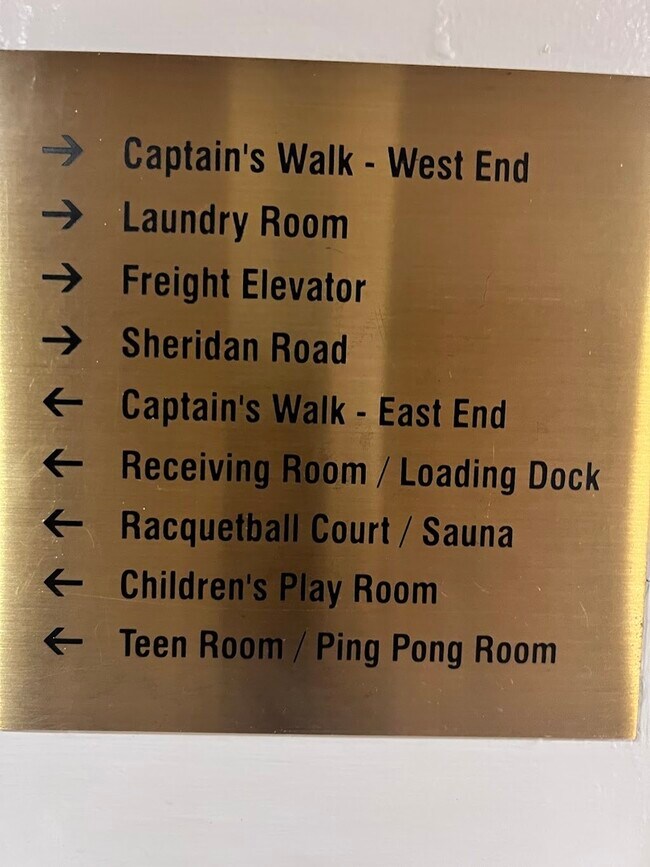 → Captain's Walk - West End
→ Laundry Room
→ Freight Elevator
→ Sheridan Road
← Captain's Walk - East End
← Receiving Room / Loading Dock
← Racquetball Court / Sauna
← Children's Play Room
← Teen Room / Ping Pong Room